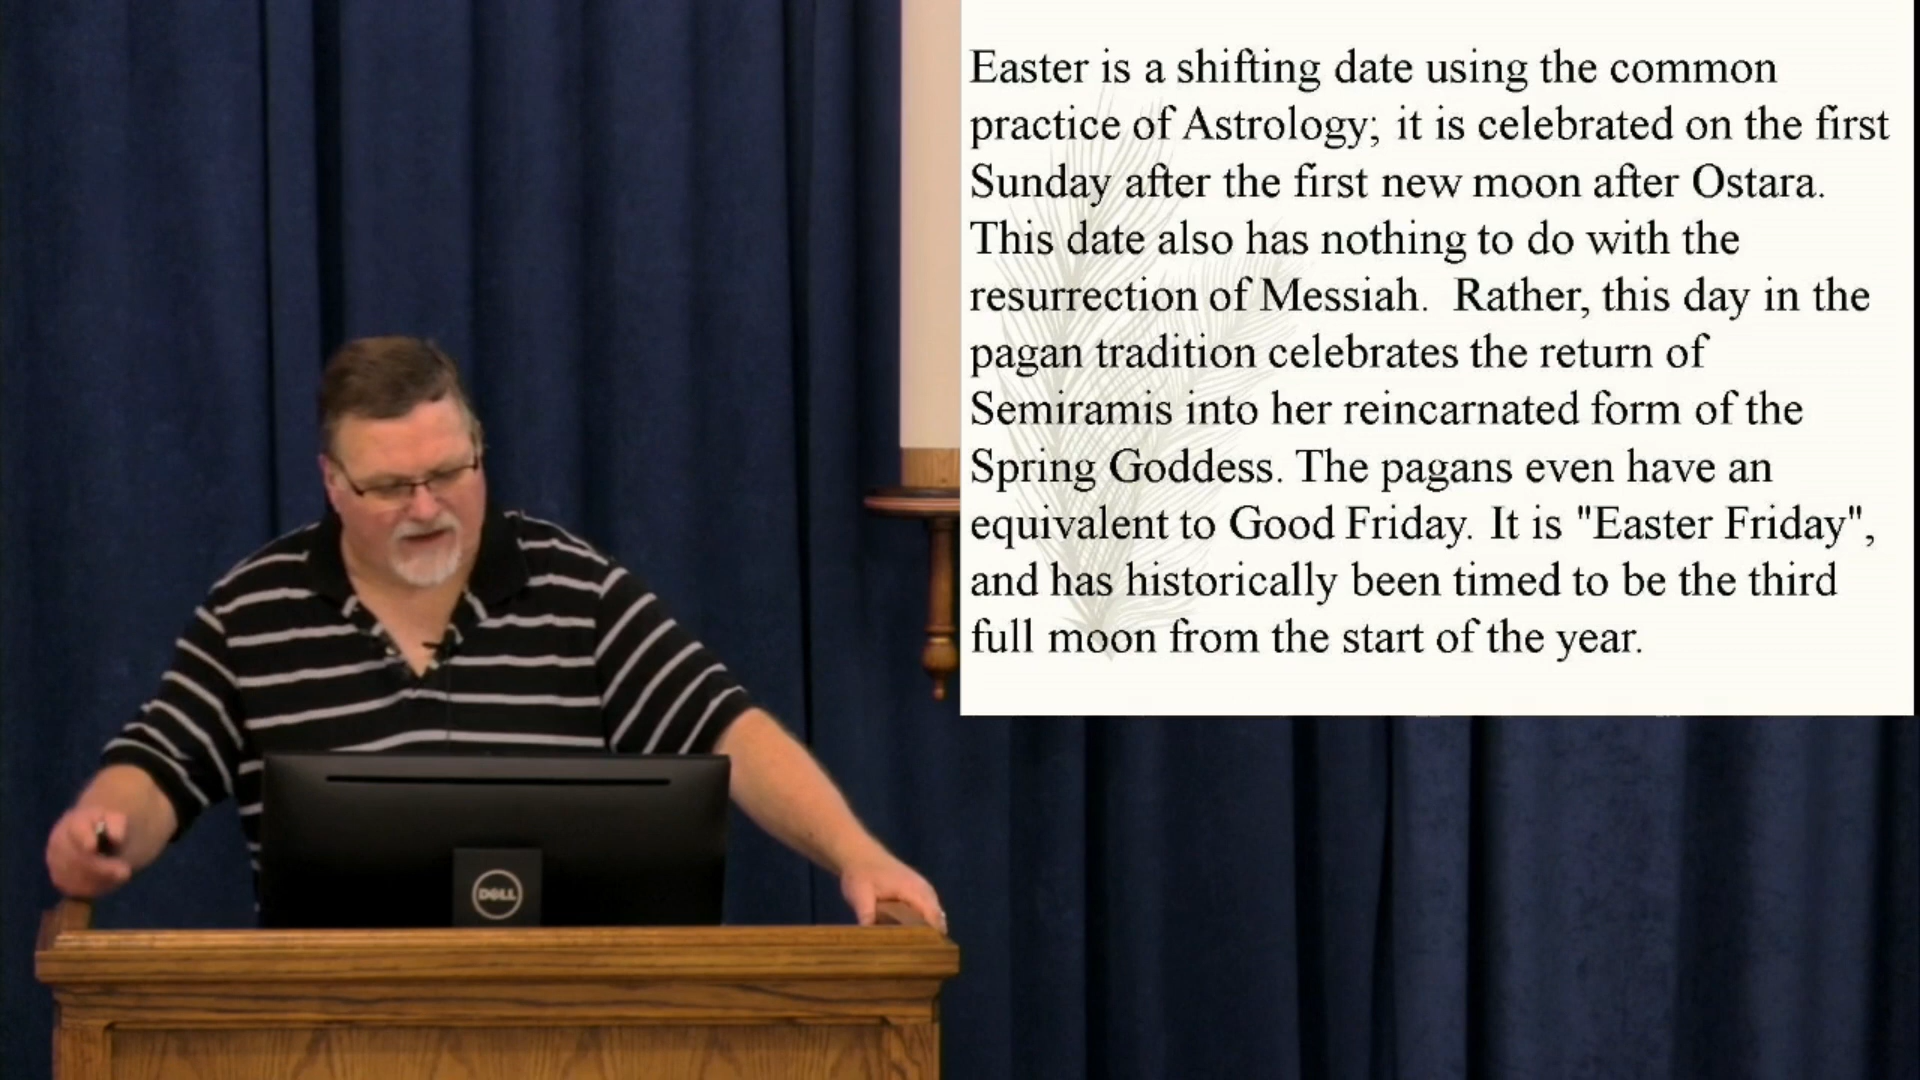 Easter is a shifting date using the common
practice of Astrology; it is celebrated on the first
Sunday after the first new moon after Ostara.
This date also has nothing to do with the
resurrection of Messiah.  Rather, this day in the
pagan tradition celebrates the return of
Semiramis into her reincarnated form of the
Spring Goddess. The pagans even have an
equivalent to Good Friday. It is "Easter Friday",
and has historically been timed to be the third
full moon from the start of the year.
DELL